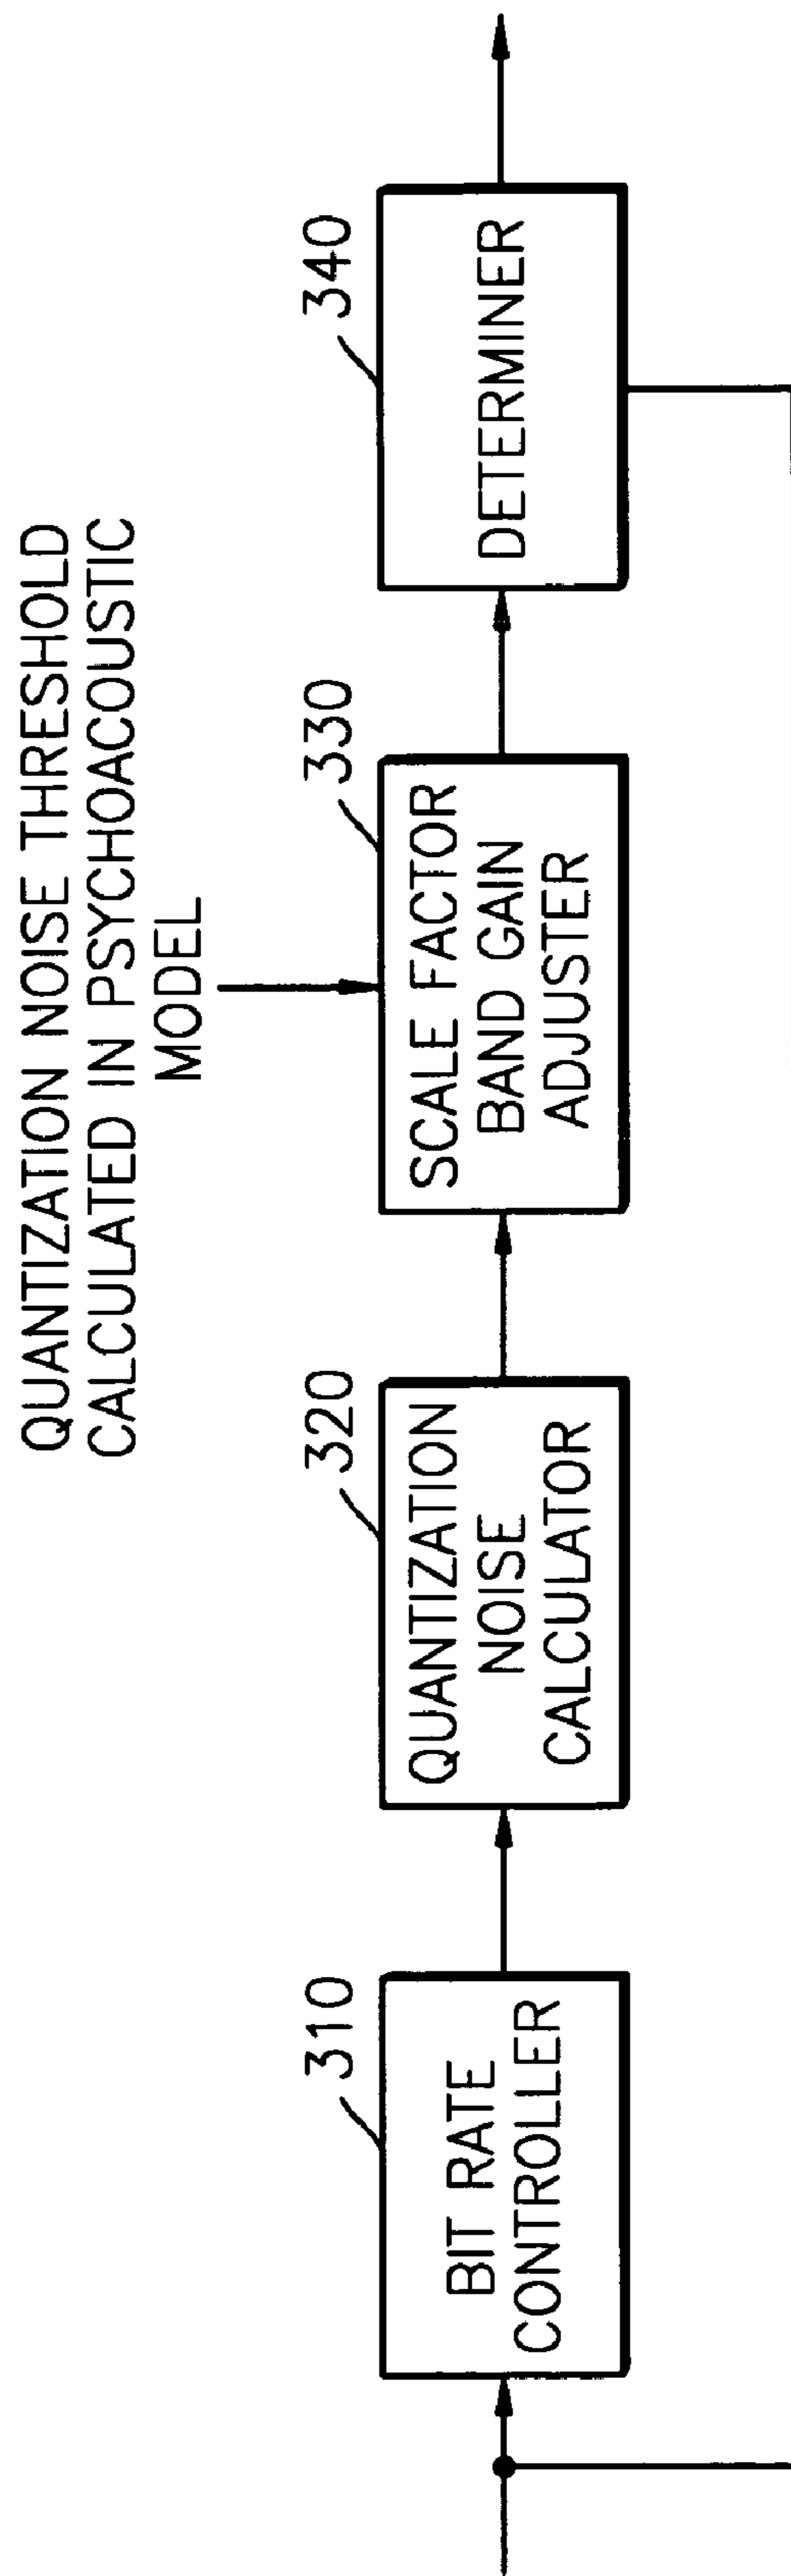 QUANTIZATION NOISE THRESHOLD
CALCULATED IN PSYCHOACOUSTIC
MODEL
310
320
330
340
BIT RATE
CONTROLLER
QUANTIZATION
NOISE
CALCULATOR
SCALE FACTOR
BAND GAIN
ADJUSTER
DETERMINER